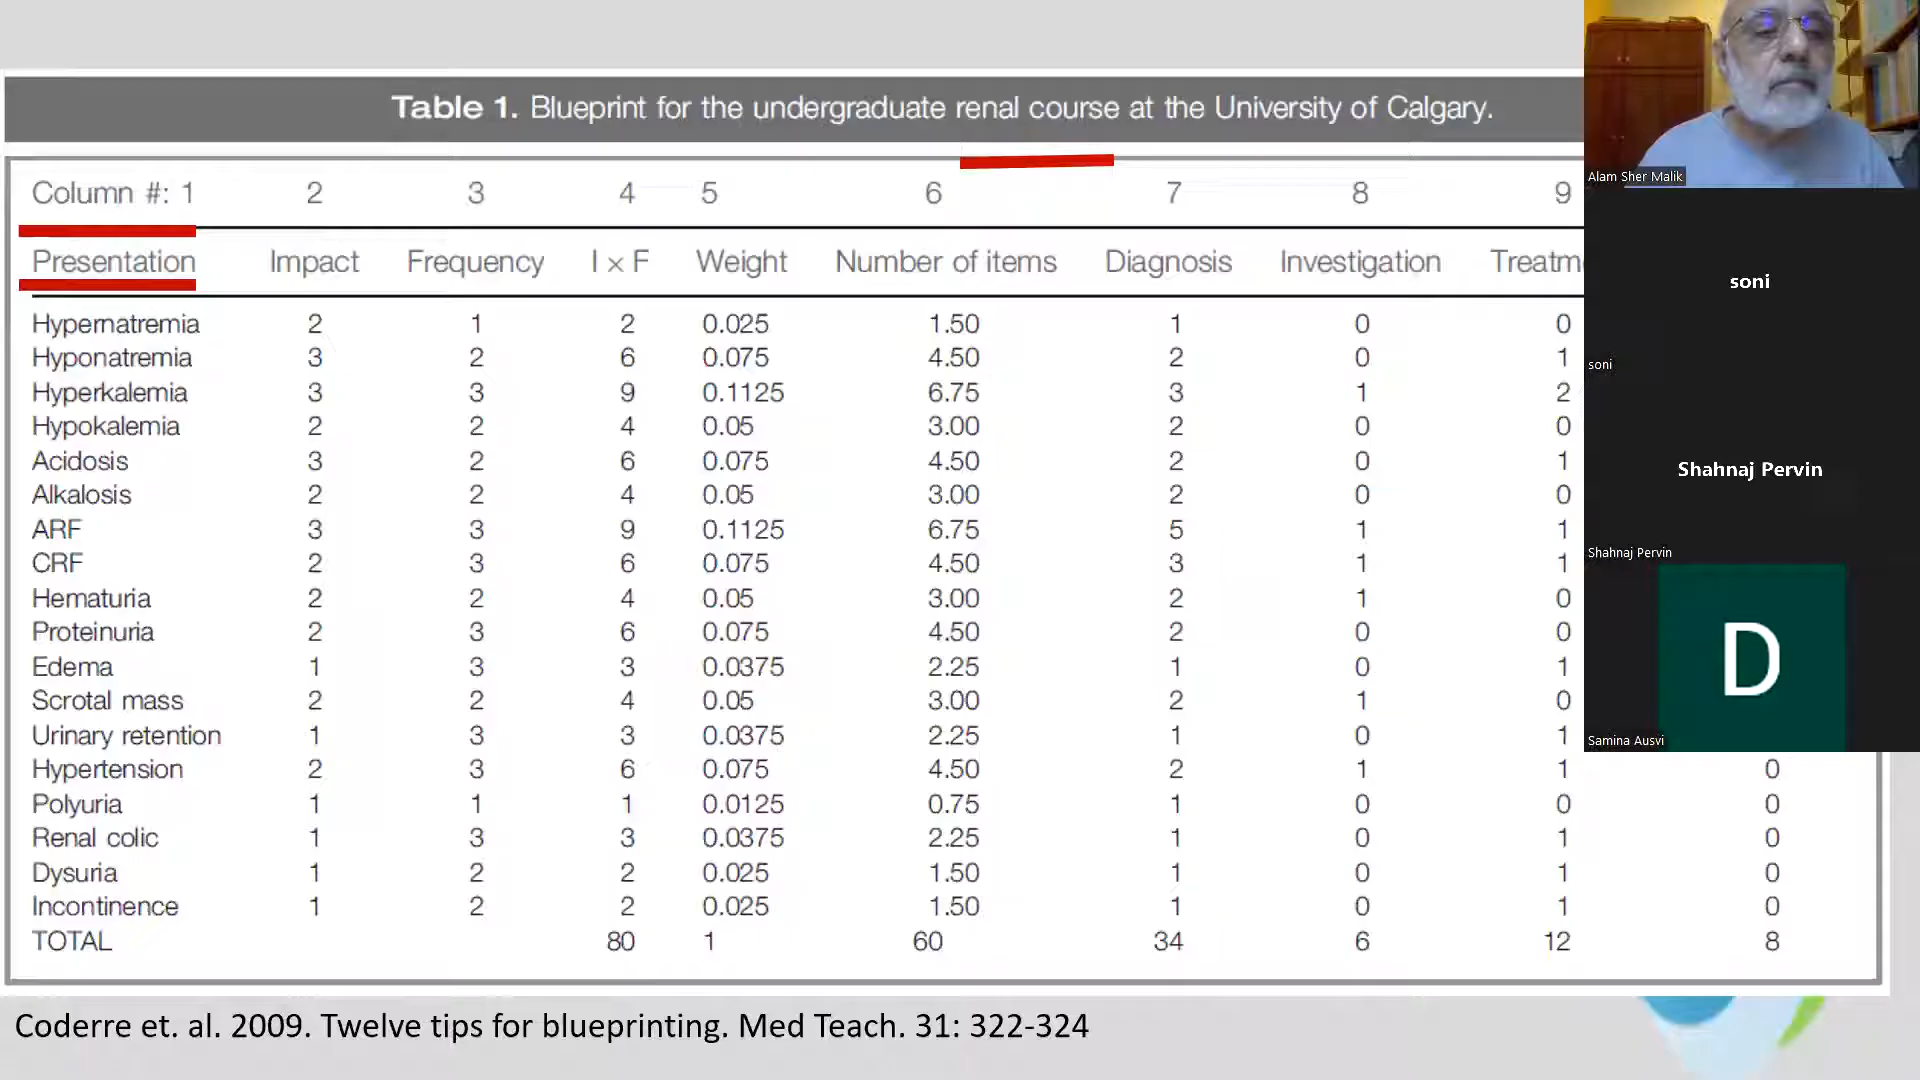 Table 1. Blueprint for the undergraduate renal course at the University of Calgary.
Column #: 1 2 3 4 5 6 7 8 9
Presentation Impact Frequency I × F Weight Number of items Diagnosis Investigation Treatm
Hypernatremia 2 1 2 0.025 1.50 1 0 0
Hyponatremia 3 2 6 0.075 4.50 2 0 1
Hyperkalemia 3 3 9 0.1125 6.75 3 1 2
Hypokalemia 2 2 4 0.05 3.00 2 0 0
Acidosis 3 2 6 0.075 4.50 2 0 1
Alkalosis 2 2 4 0.05 3.00 2 0 0
ARF 3 3 9 0.1125 6.75 5 1 1
CRF 2 3 6 0.075 4.50 3 1 1
Hematuria 2 2 4 0.05 3.00 2 1 0
Proteinuria 2 3 6 0.075 4.50 2 0 0
Edema 1 3 3 0.0375 2.25 1 0 1
Scrotal mass 2 2 4 0.05 3.00 2 1 0
Urinary retention 1 3 3 0.0375 2.25 1 0 1
Hypertension 2 3 6 0.075 4.50 2 1 1 0
Polyuria 1 1 1 0.0125 0.75 1 0 0 0
Renal colic 1 3 3 0.0375 2.25 1 0 1 0
Dysuria 1 2 2 0.025 1.50 1 0 1 0
Incontinence 1 2 2 0.025 1.50 1 0 1 0
TOTAL 80 1 60 34 6 12 8
Coderre et. al. 2009. Twelve tips for blueprinting. Med Teach. 31: 322-324
Alam Sher Malik
soni
soni
Shahnaj Pervin
Shahnaj Pervin
D
Samina Ausvi